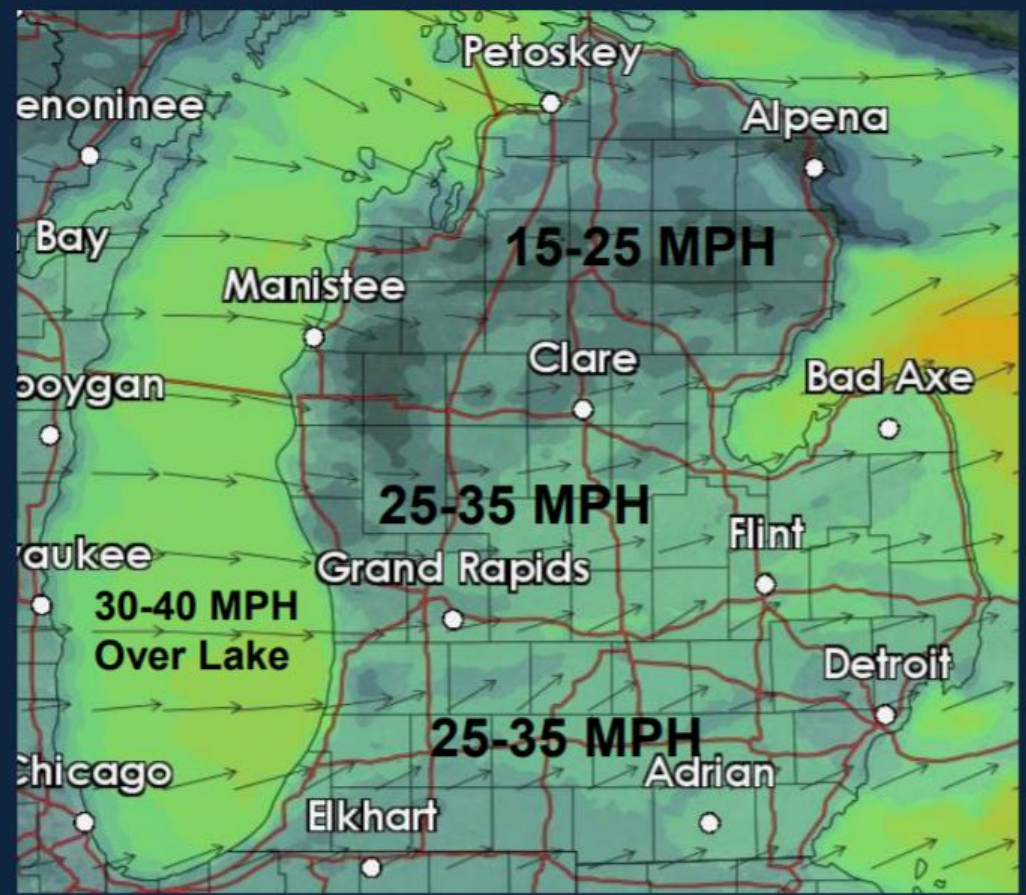 Petoskey
enoninee
Alpena
Bay
15-25 MPH
Manistee
Clare
Bad Axe
boygan
25-35 MPH
Flint
aukee
Grand Rapids
30-40 MPH
Over Lake
Detroit
25-35 MPH
Chicago
Adrian
Elkhart